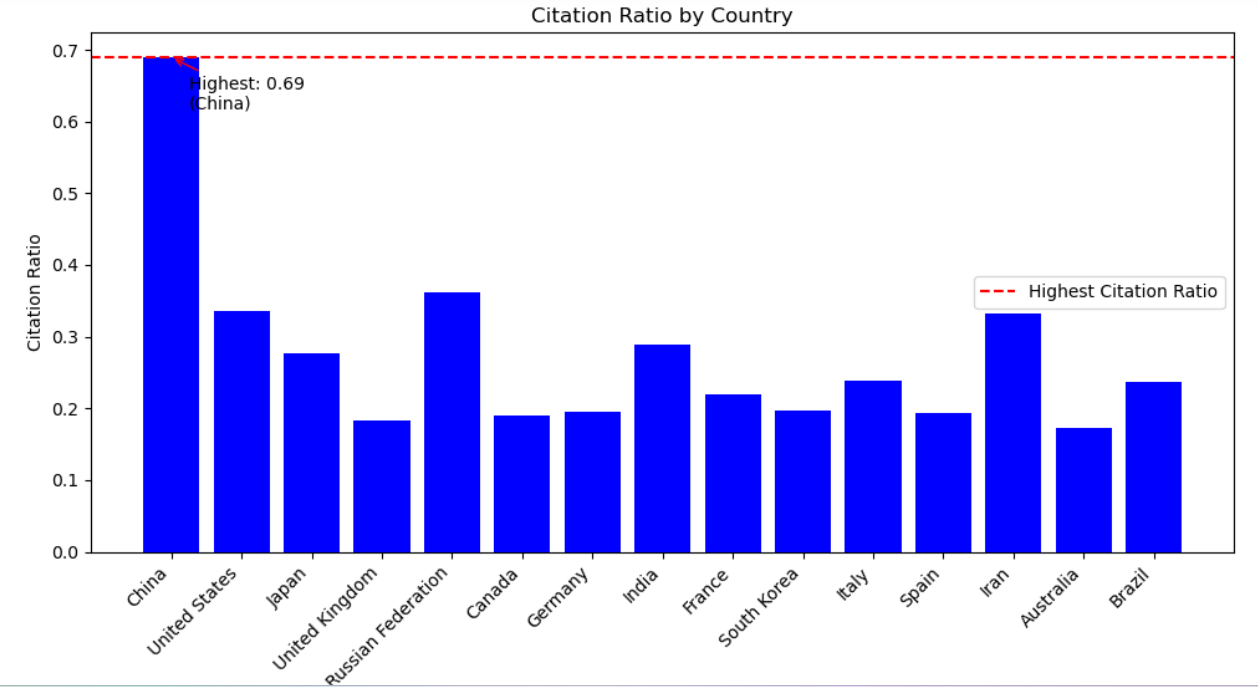 Citation Ratio by Country
0.7
0.6
0.5
0.4
0.3
0.2
0.1
0.0
Citation Ratio
Highest: 0.69
(China)
Highest Citation Ratio
China
United States
Japan
United Kingdom
Russian Federation
Canada
Germany
India
France
South Korea
Italy
Spain
Iran
Australia
Brazil